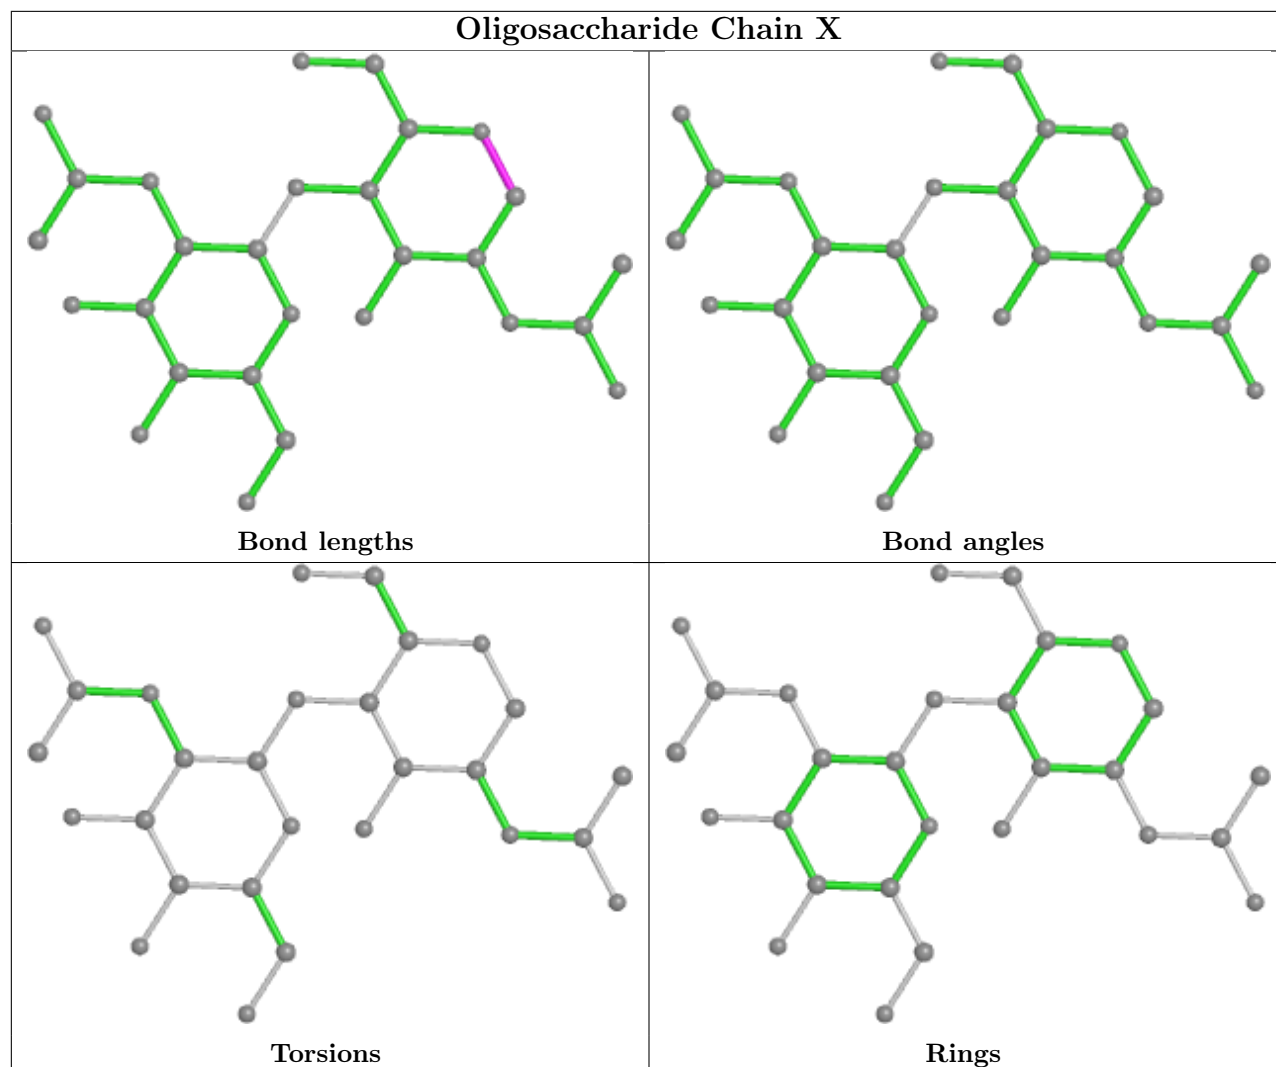 Oligosaccharide Chain X
Bond lengths
Bond angles
Torsions
Rings